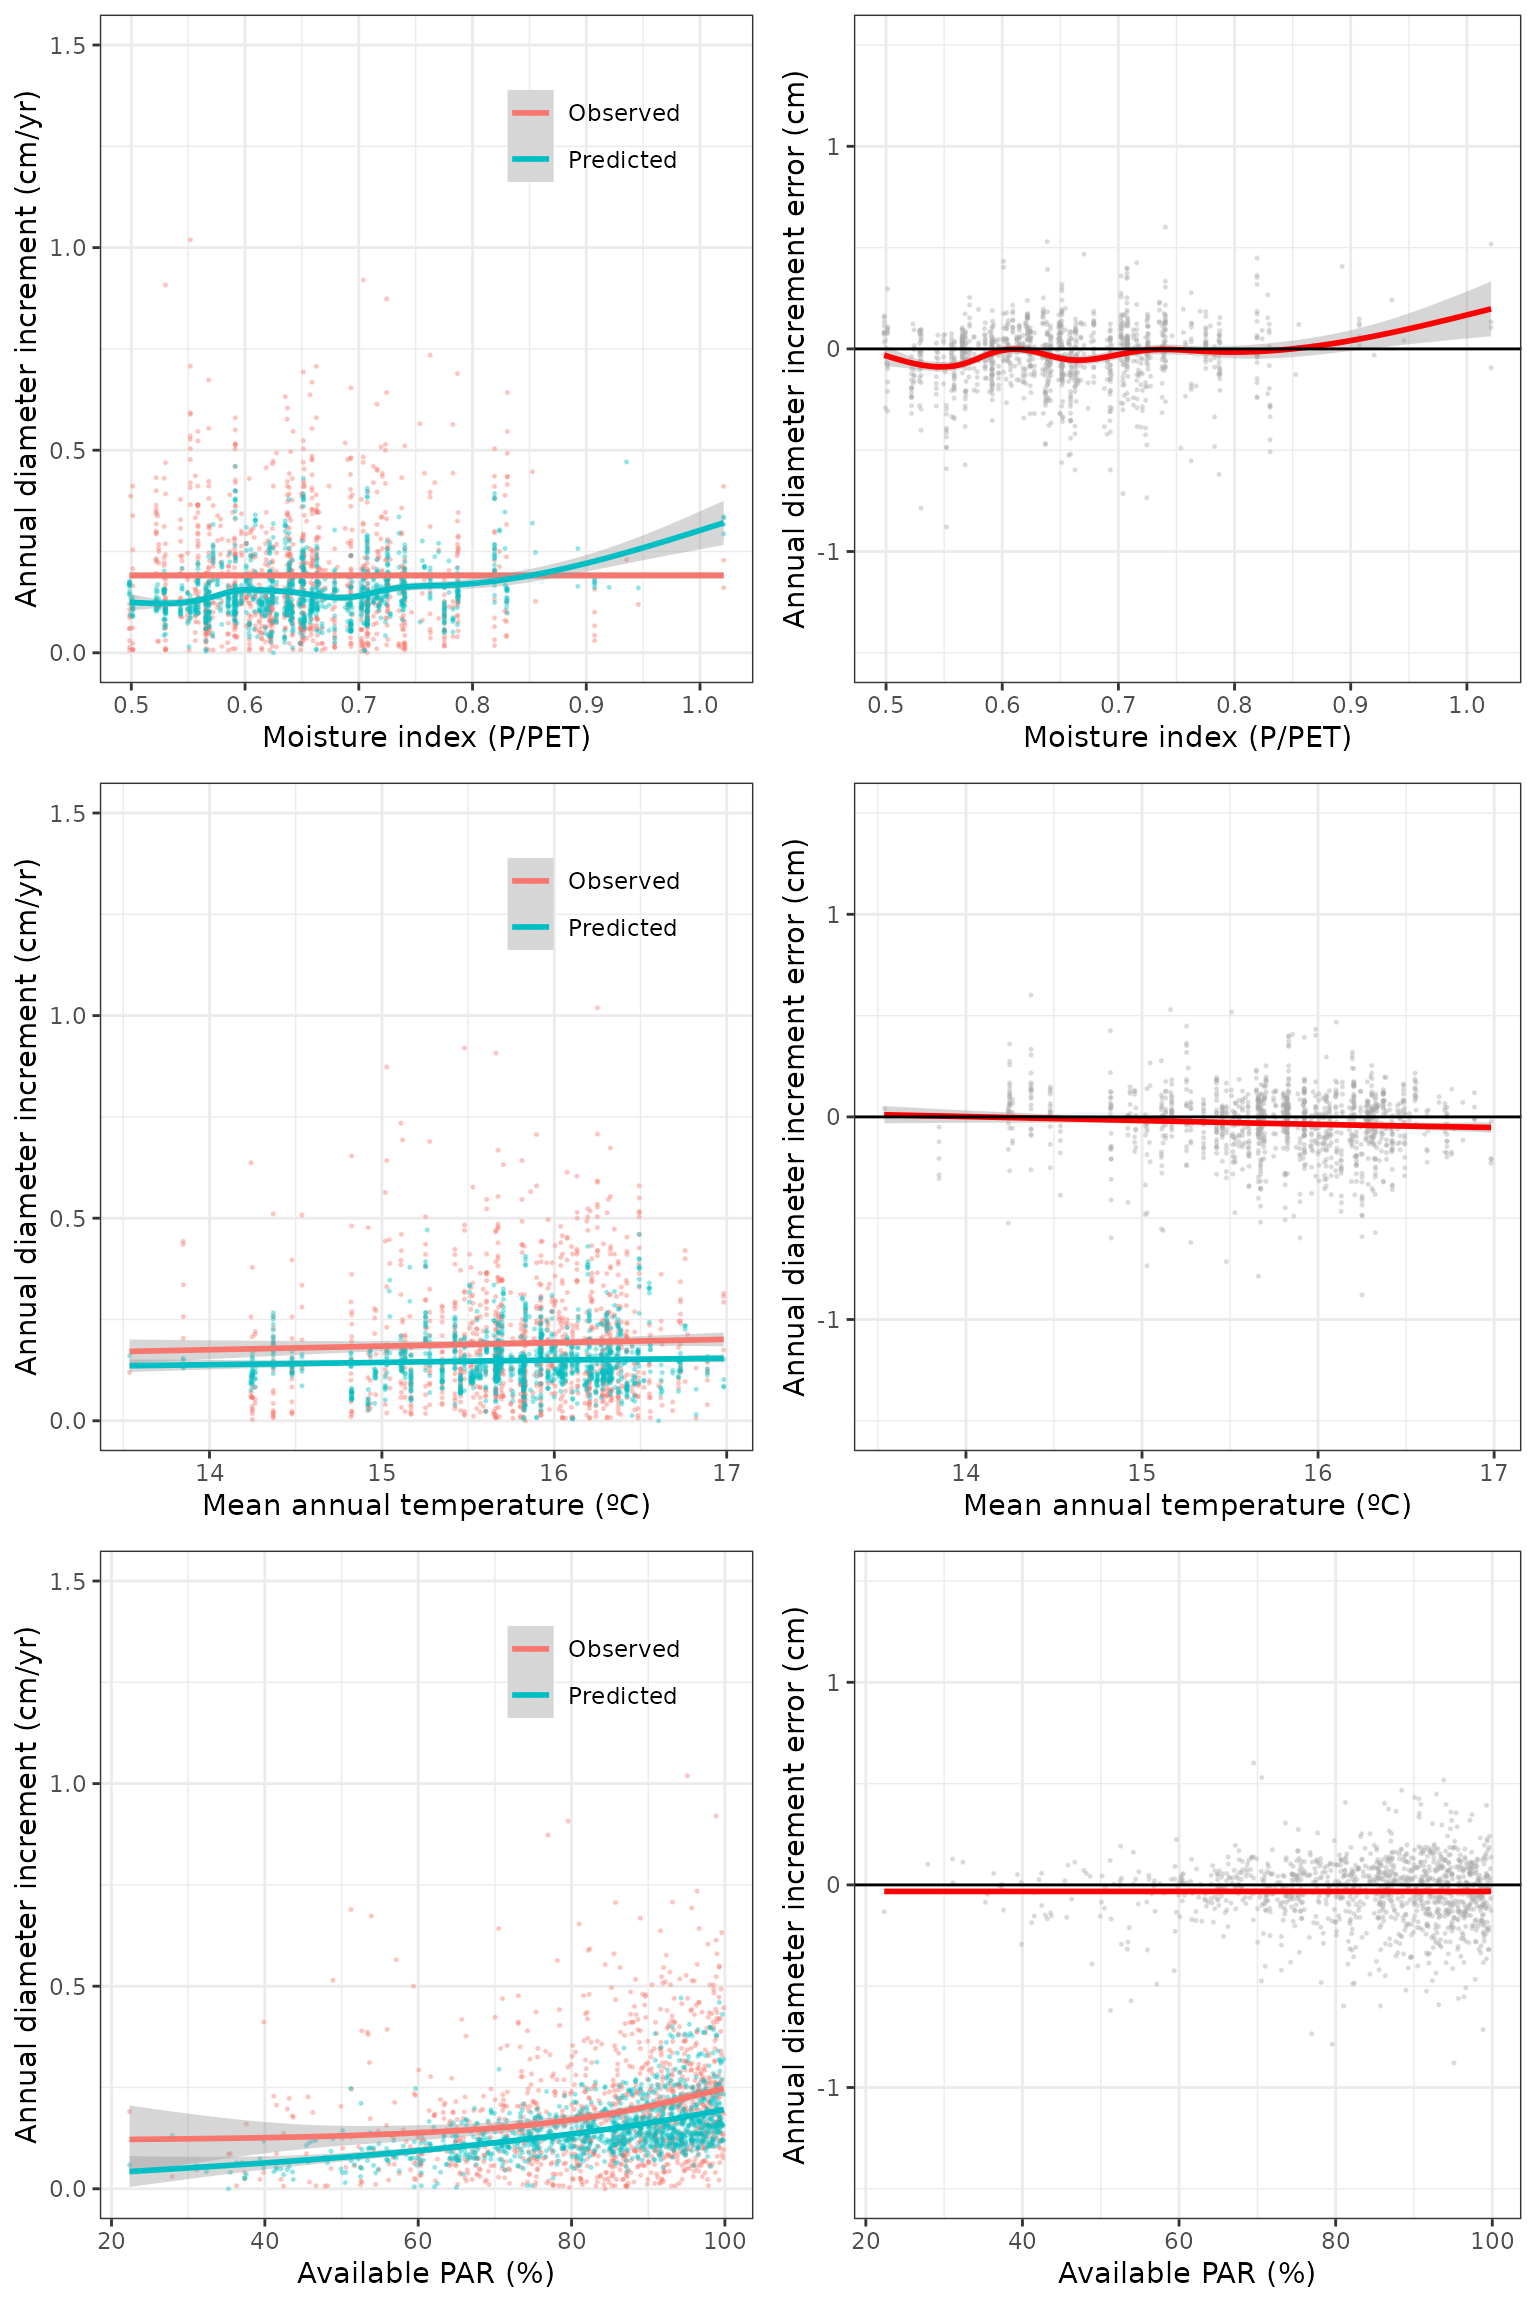 Annual diameter increment (cm/yr)
1.5
1.0
0.5
0.0
Observed
Predicted
0.5 0.6 0.7 0.8 0.9 1.0
Moisture index (P/PET)
Annual diameter increment error (cm)
1
0
-1
0.5 0.6 0.7 0.8 0.9 1.0
Moisture index (P/PET)
Annual diameter increment (cm/yr)
1.5
1.0
0.5
0.0
Observed
Predicted
14 15 16 17
Mean annual temperature (ºC)
Annual diameter increment error (cm)
1
0
-1
14 15 16 17
Mean annual temperature (ºC)
Annual diameter increment (cm/yr)
1.5
1.0
0.5
0.0
Observed
Predicted
20 40 60 80 100
Available PAR (%)
Annual diameter increment error (cm)
1
0
-1
20 40 60 80 100
Available PAR (%)